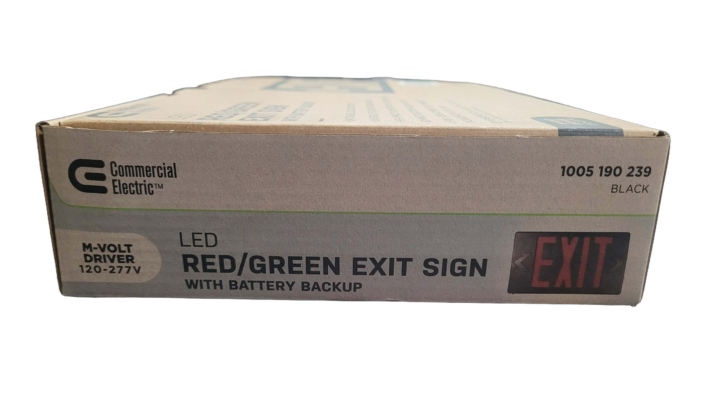 Commercial
Electric™
1005 190 239
BLACK
M-VOLT
DRIVER
120-277V
LED
RED/GREEN EXIT SIGN
WITH BATTERY BACKUP
EXIT